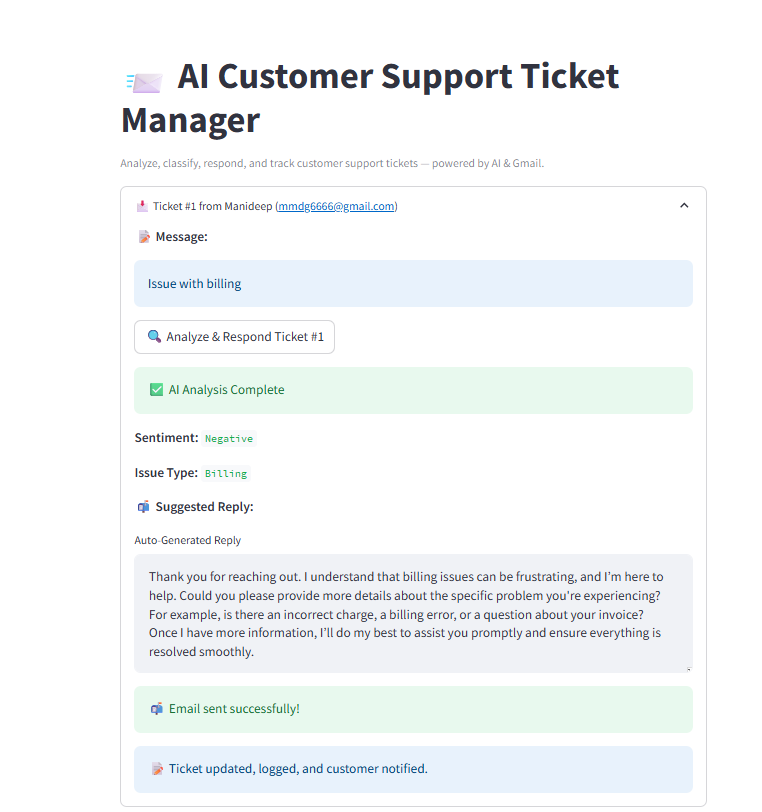 AI Customer Support Ticket
Manager
Analyze, classify, respond, and track customer support tickets — powered by AI & Gmail.
Ticket #1 from Manideep (mmdg6666@gmail.com)
Message:
Issue with billing
Analyze & Respond Ticket #1
AI Analysis Complete
Sentiment: Negative
Issue Type: Billing
Suggested Reply:
Auto-Generated Reply
Thank you for reaching out. I understand that billing issues can be frustrating, and I’m here to
help. Could you please provide more details about the specific problem you're experiencing?
For example, is there an incorrect charge, a billing error, or a question about your invoice?
Once I have more information, I’ll do my best to assist you promptly and ensure everything is
resolved smoothly.
Email sent successfully!
Ticket updated, logged, and customer notified.